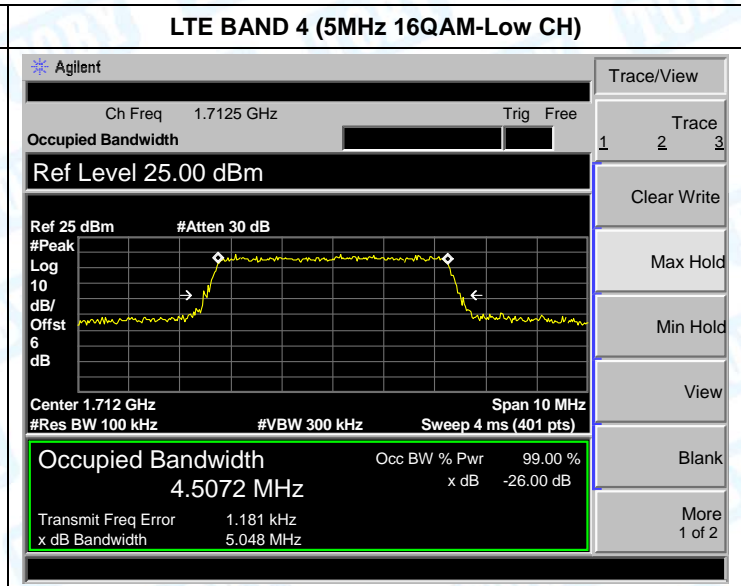 LTE BAND 4 (5MHz 16QAM-Low CH)
Agilent
Trace/View
Ch Freq 1.7125 GHz Trig Free
Occupied Bandwidth
Trace
1 2 3
Ref Level 25.00 dBm
Clear Write
Ref 25 dBm #Atten 30 dB
#Peak
Log
10
dB/
Offst
6
dB
Max Hold
Min Hold
Center 1.712 GHz Span 10 MHz
#Res BW 100 kHz #VBW 300 kHz Sweep 4 ms (401 pts)
View
Occupied Bandwidth Occ BW % Pwr 99.00 %
4.5072 MHz x dB -26.00 dB
Blank
Transmit Freq Error 1.181 kHz
x dB Bandwidth 5.048 MHz
More
1 of 2